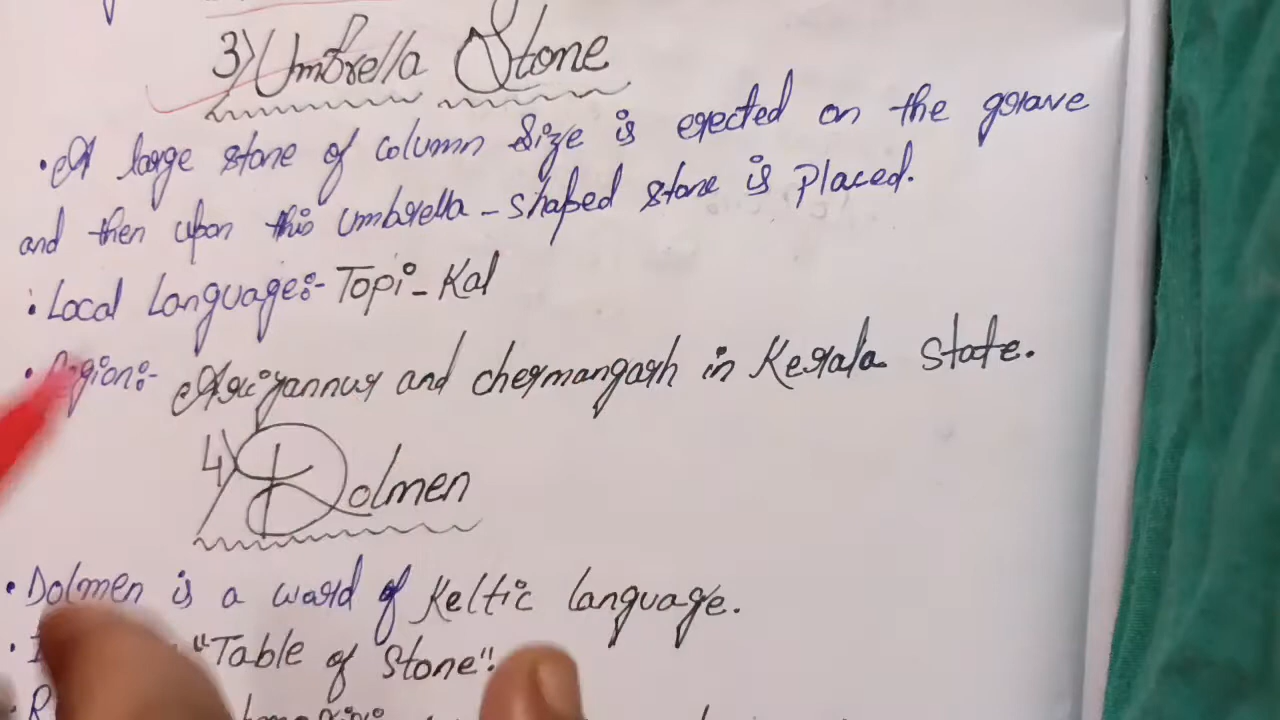 3) Umbrella Stone
• A large stone of column size is erected on the grave
and then upon this umbrella-shaped stone is placed.
• Local Language:- Topi-Kal
• Region:- Ariyannur and chermangarh in Kerala State.
4) Dolmen
• Dolmen is a word of Keltic language.
• "Table of Stone".